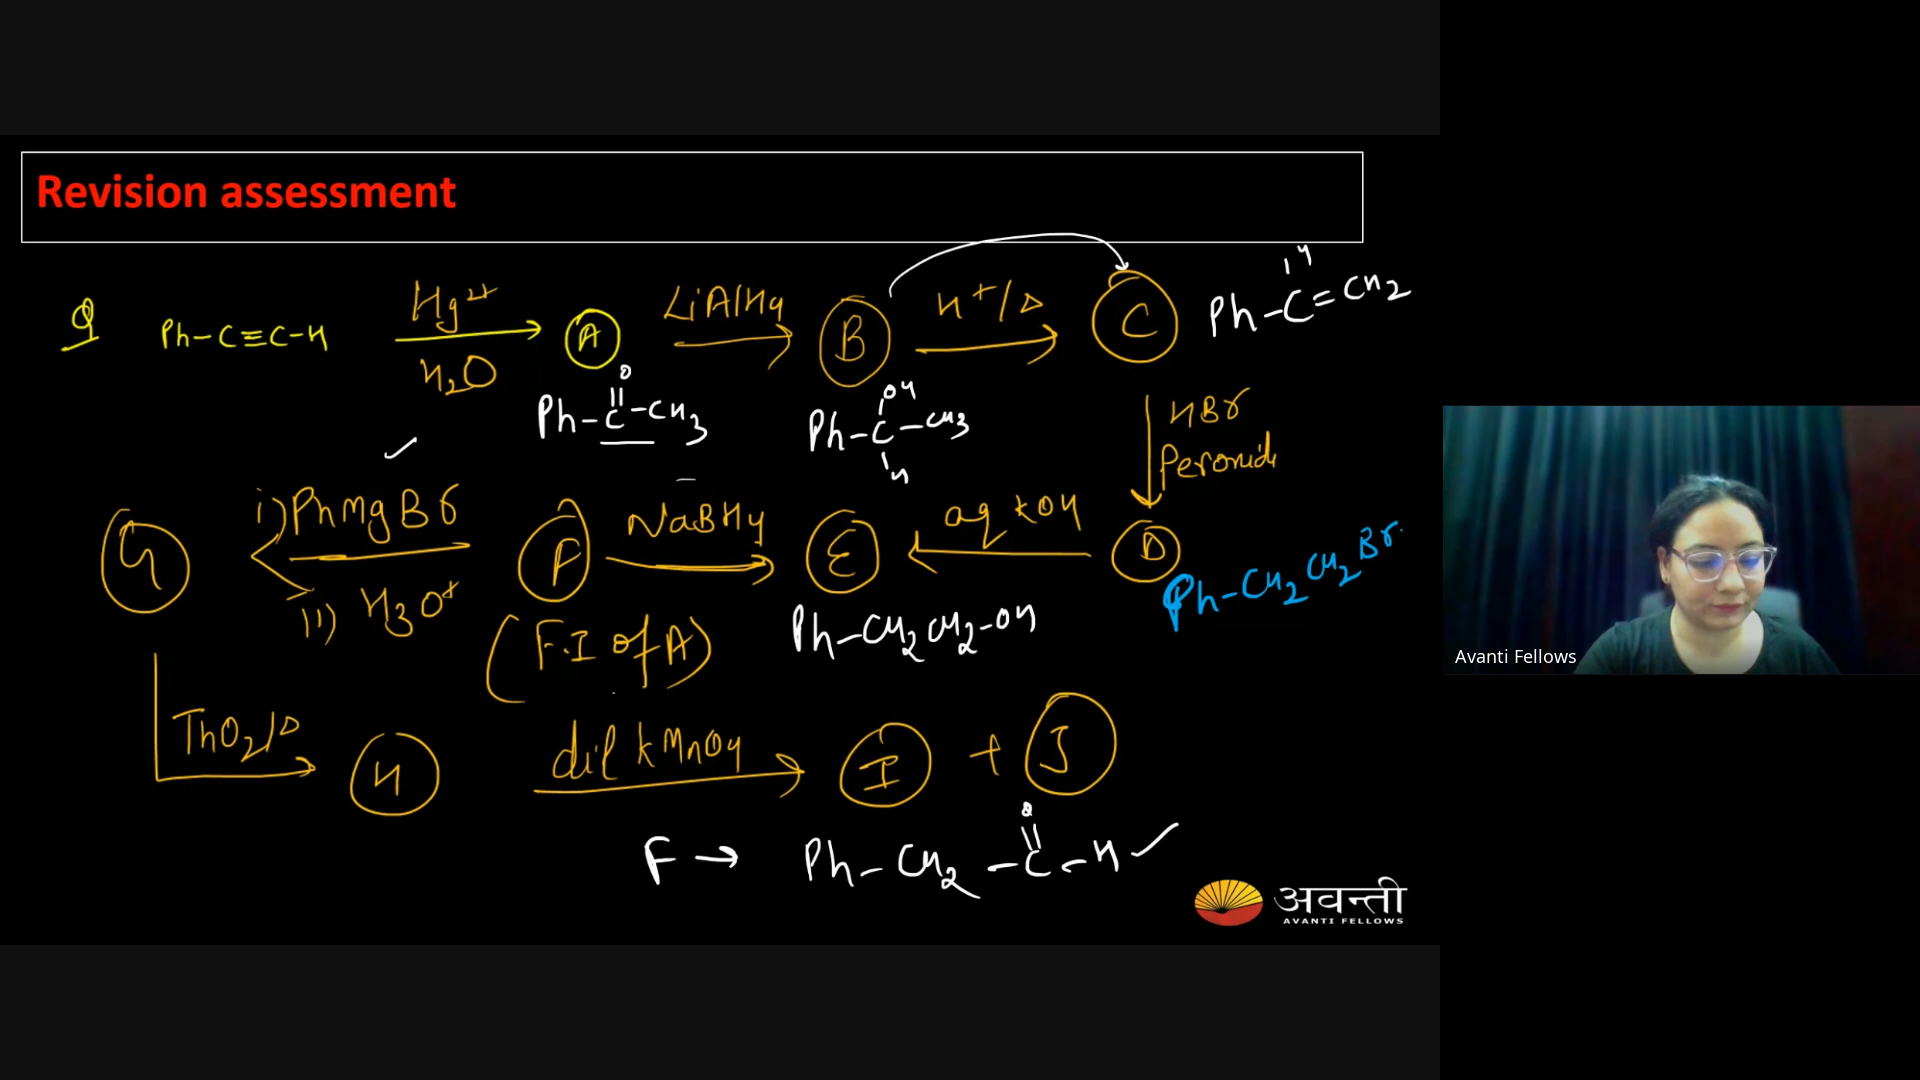 Revision assessment
Q Ph-C≡C-H Hg²⁺ H₂O A LiAlH₄ B H⁺/Δ C
Ph-C(=O)-CH₃
Ph-C(OH)(H)-CH₃
Ph-C(H)=CH₂
HBr
Peroxide
D
Ph-CH₂CH₂Br
aq KOH
E
Ph-CH₂CH₂-OH
NaBH₄
F
(F.I of A)
i) PhMgBr
ii) H₃O⁺
G
ThO₂/Δ H dil KMnO₄ I + J
F → Ph-CH₂-C(=O)-H
अवन्ती
AVANTI FELLOWS
Avanti Fellows